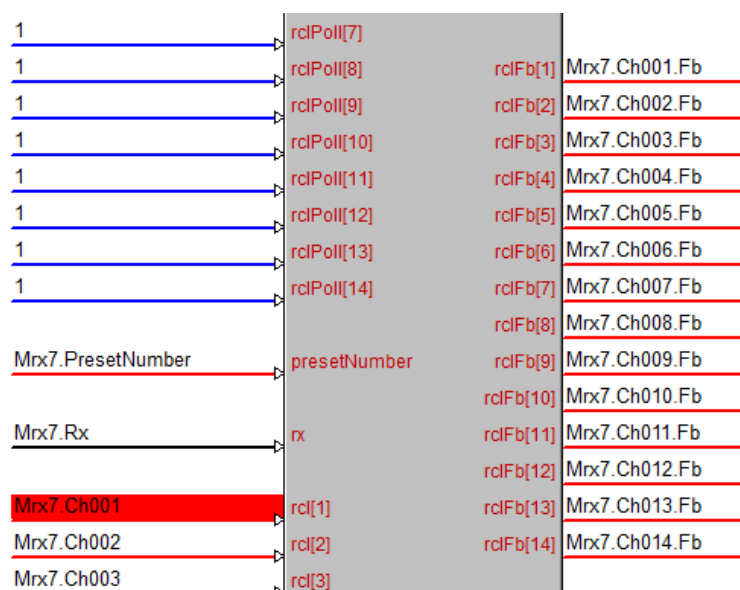 1 rclPoll[7]
1 rclPoll[8] rclFb[1] Mrx7.Ch001.Fb
1 rclPoll[9] rclFb[2] Mrx7.Ch002.Fb
1 rclPoll[10] rclFb[3] Mrx7.Ch003.Fb
1 rclPoll[11] rclFb[4] Mrx7.Ch004.Fb
1 rclPoll[12] rclFb[5] Mrx7.Ch005.Fb
1 rclPoll[13] rclFb[6] Mrx7.Ch006.Fb
1 rclPoll[14] rclFb[7] Mrx7.Ch007.Fb
rclFb[8] Mrx7.Ch008.Fb
Mrx7.PresetNumber presetNumber rclFb[9] Mrx7.Ch009.Fb
rclFb[10] Mrx7.Ch010.Fb
Mrx7.Rx rx rclFb[11] Mrx7.Ch011.Fb
rclFb[12] Mrx7.Ch012.Fb
Mrx7.Ch001 rcl[1] rclFb[13] Mrx7.Ch013.Fb
Mrx7.Ch002 rcl[2] rclFb[14] Mrx7.Ch014.Fb
Mrx7.Ch003 rcl[3]